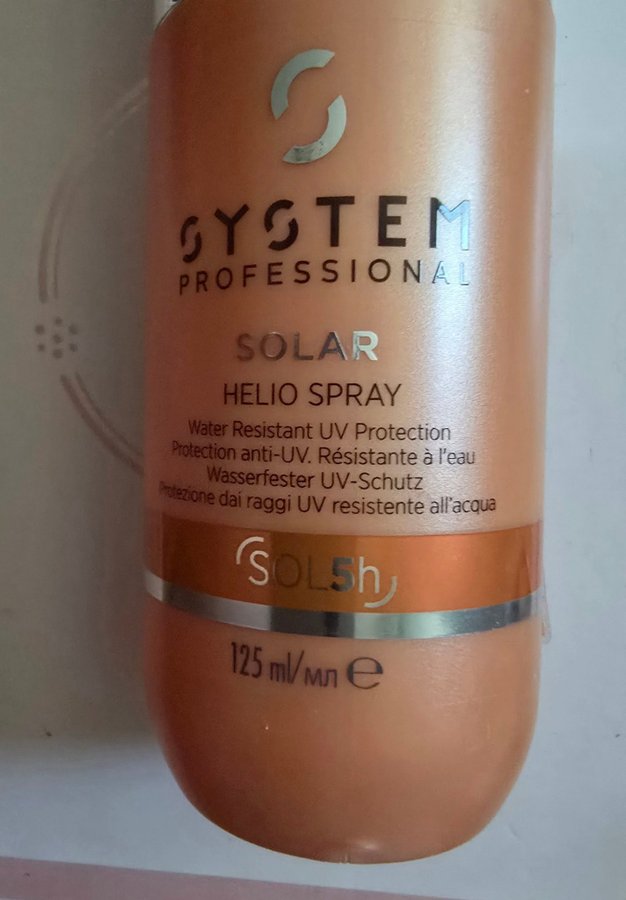 SYSTEM
PROFESSIONAL
SOLAR
HELIO SPRAY
Water Resistant UV Protection
Protection anti-UV. Résistante à l'eau
Wasserfester UV-Schutz
Protezione dai raggi UV resistente all'acqua
SOL5h
125 ml/мл e